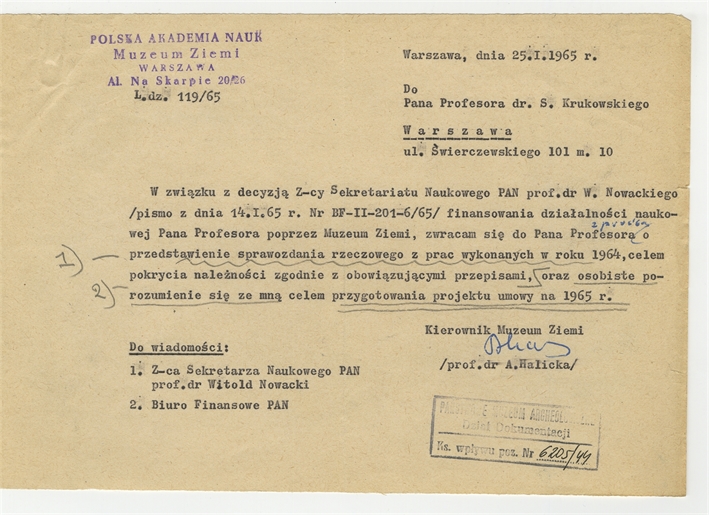 POLSKA AKADEMIA NAUK
Muzeum Ziemi
WARSZAWA
Al. Na Skarpie 20/26
L.dz. 119/65
Warszawa, dnia 25.I.1965 r.
Do
Pana Profesora dr. S. Krukowskiego
Warszawa
ul. Świerczewskiego 101 m. 10
W związku z decyzją Z-cy Sekretariatu Naukowego PAN prof.dr W. Nowackiego
/pismo z dnia 14.I.65 r. Nr BF-II-201-6/65/ finansowania działalności nauko-
wej Pana Profesora poprzez Muzeum Ziemi, zwracam się do Pana Profesora z prośbą o
1) — przedstawienie sprawozdania rzeczowego z prac wykonanych w roku 1964,celem
pokrycia należności zgodnie z obowiązującymi przepisami, oraz osobiste po-
2) — rozumienie się ze mną celem przygotowania projektu umowy na 1965 r.
Kierownik Muzeum Ziemi
/prof.dr A.Halicka/
Do wiadomości:
1. Z-ca Sekretarza Naukowego PAN
prof.dr Witold Nowacki
2. Biuro Finansowe PAN
PAŃSTWOWE MUZEUM ARCHEOLOGICZNE
Dział Dokumentacji
Ks. wpływu poz. Nr 6205/44